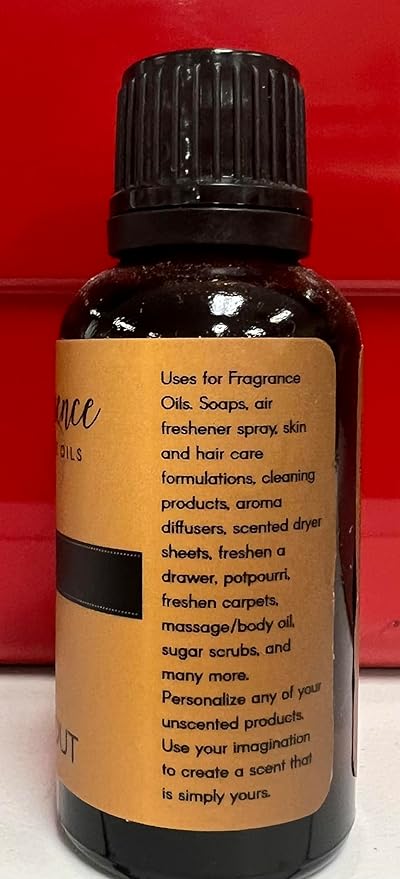 ence
OILS
OUT
Uses for Fragrance
Oils. Soaps, air
freshener spray, skin
and hair care
formulations, cleaning
products, aroma
diffusers, scented dryer
sheets, freshen a
drawer, potpourri,
freshen carpets,
massage/body oil,
sugar scrubs, and
many more.
Personalize any of your
unscented products.
Use your imagination
to create a scent that
is simply yours.